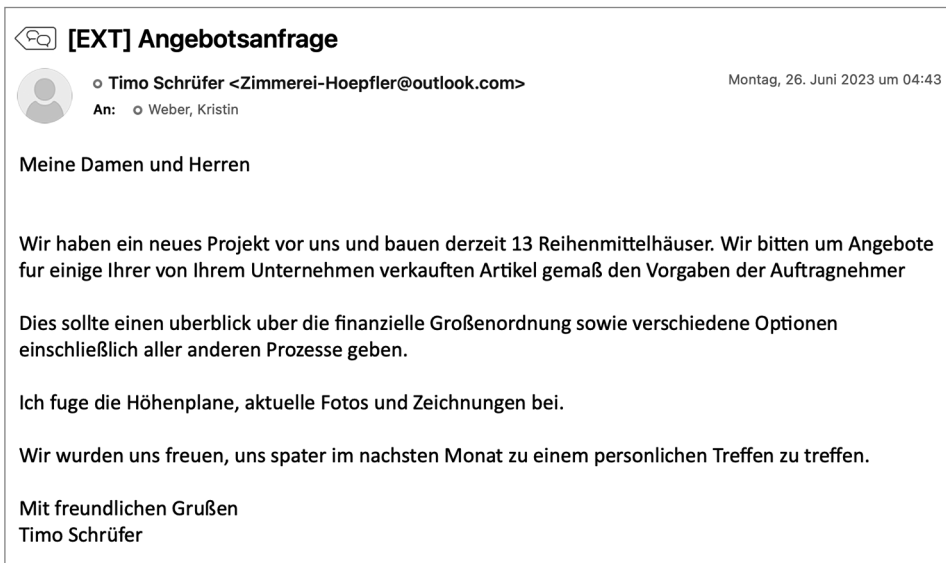 [EXT] Angebotsanfrage
Timo Schrüfer <Zimmerei-Hoepfler@outlook.com>
Montag, 26. Juni 2023 um 04:43
An: Weber, Kristin
Meine Damen und Herren
Wir haben ein neues Projekt vor uns und bauen derzeit 13 Reihenmittelhäuser. Wir bitten um Angebote
fur einige Ihrer von Ihrem Unternehmen verkauften Artikel gemaß den Vorgaben der Auftragnehmer
Dies sollte einen uberblick uber die finanzielle Großenordnung sowie verschiedene Optionen
einschließlich aller anderen Prozesse geben.
Ich fuge die Höhenplane, aktuelle Fotos und Zeichnungen bei.
Wir wurden uns freuen, uns spater im nachsten Monat zu einem personlichen Treffen zu treffen.
Mit freundlichen Grußen
Timo Schrüfer